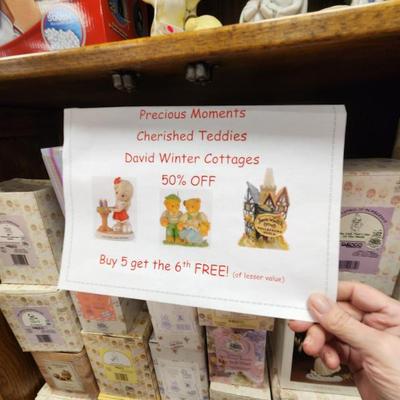 Precious Moments
Cherished Teddies
David Winter Cottages
50% OFF
Buy 5 get the 6th FREE! (of lesser value)